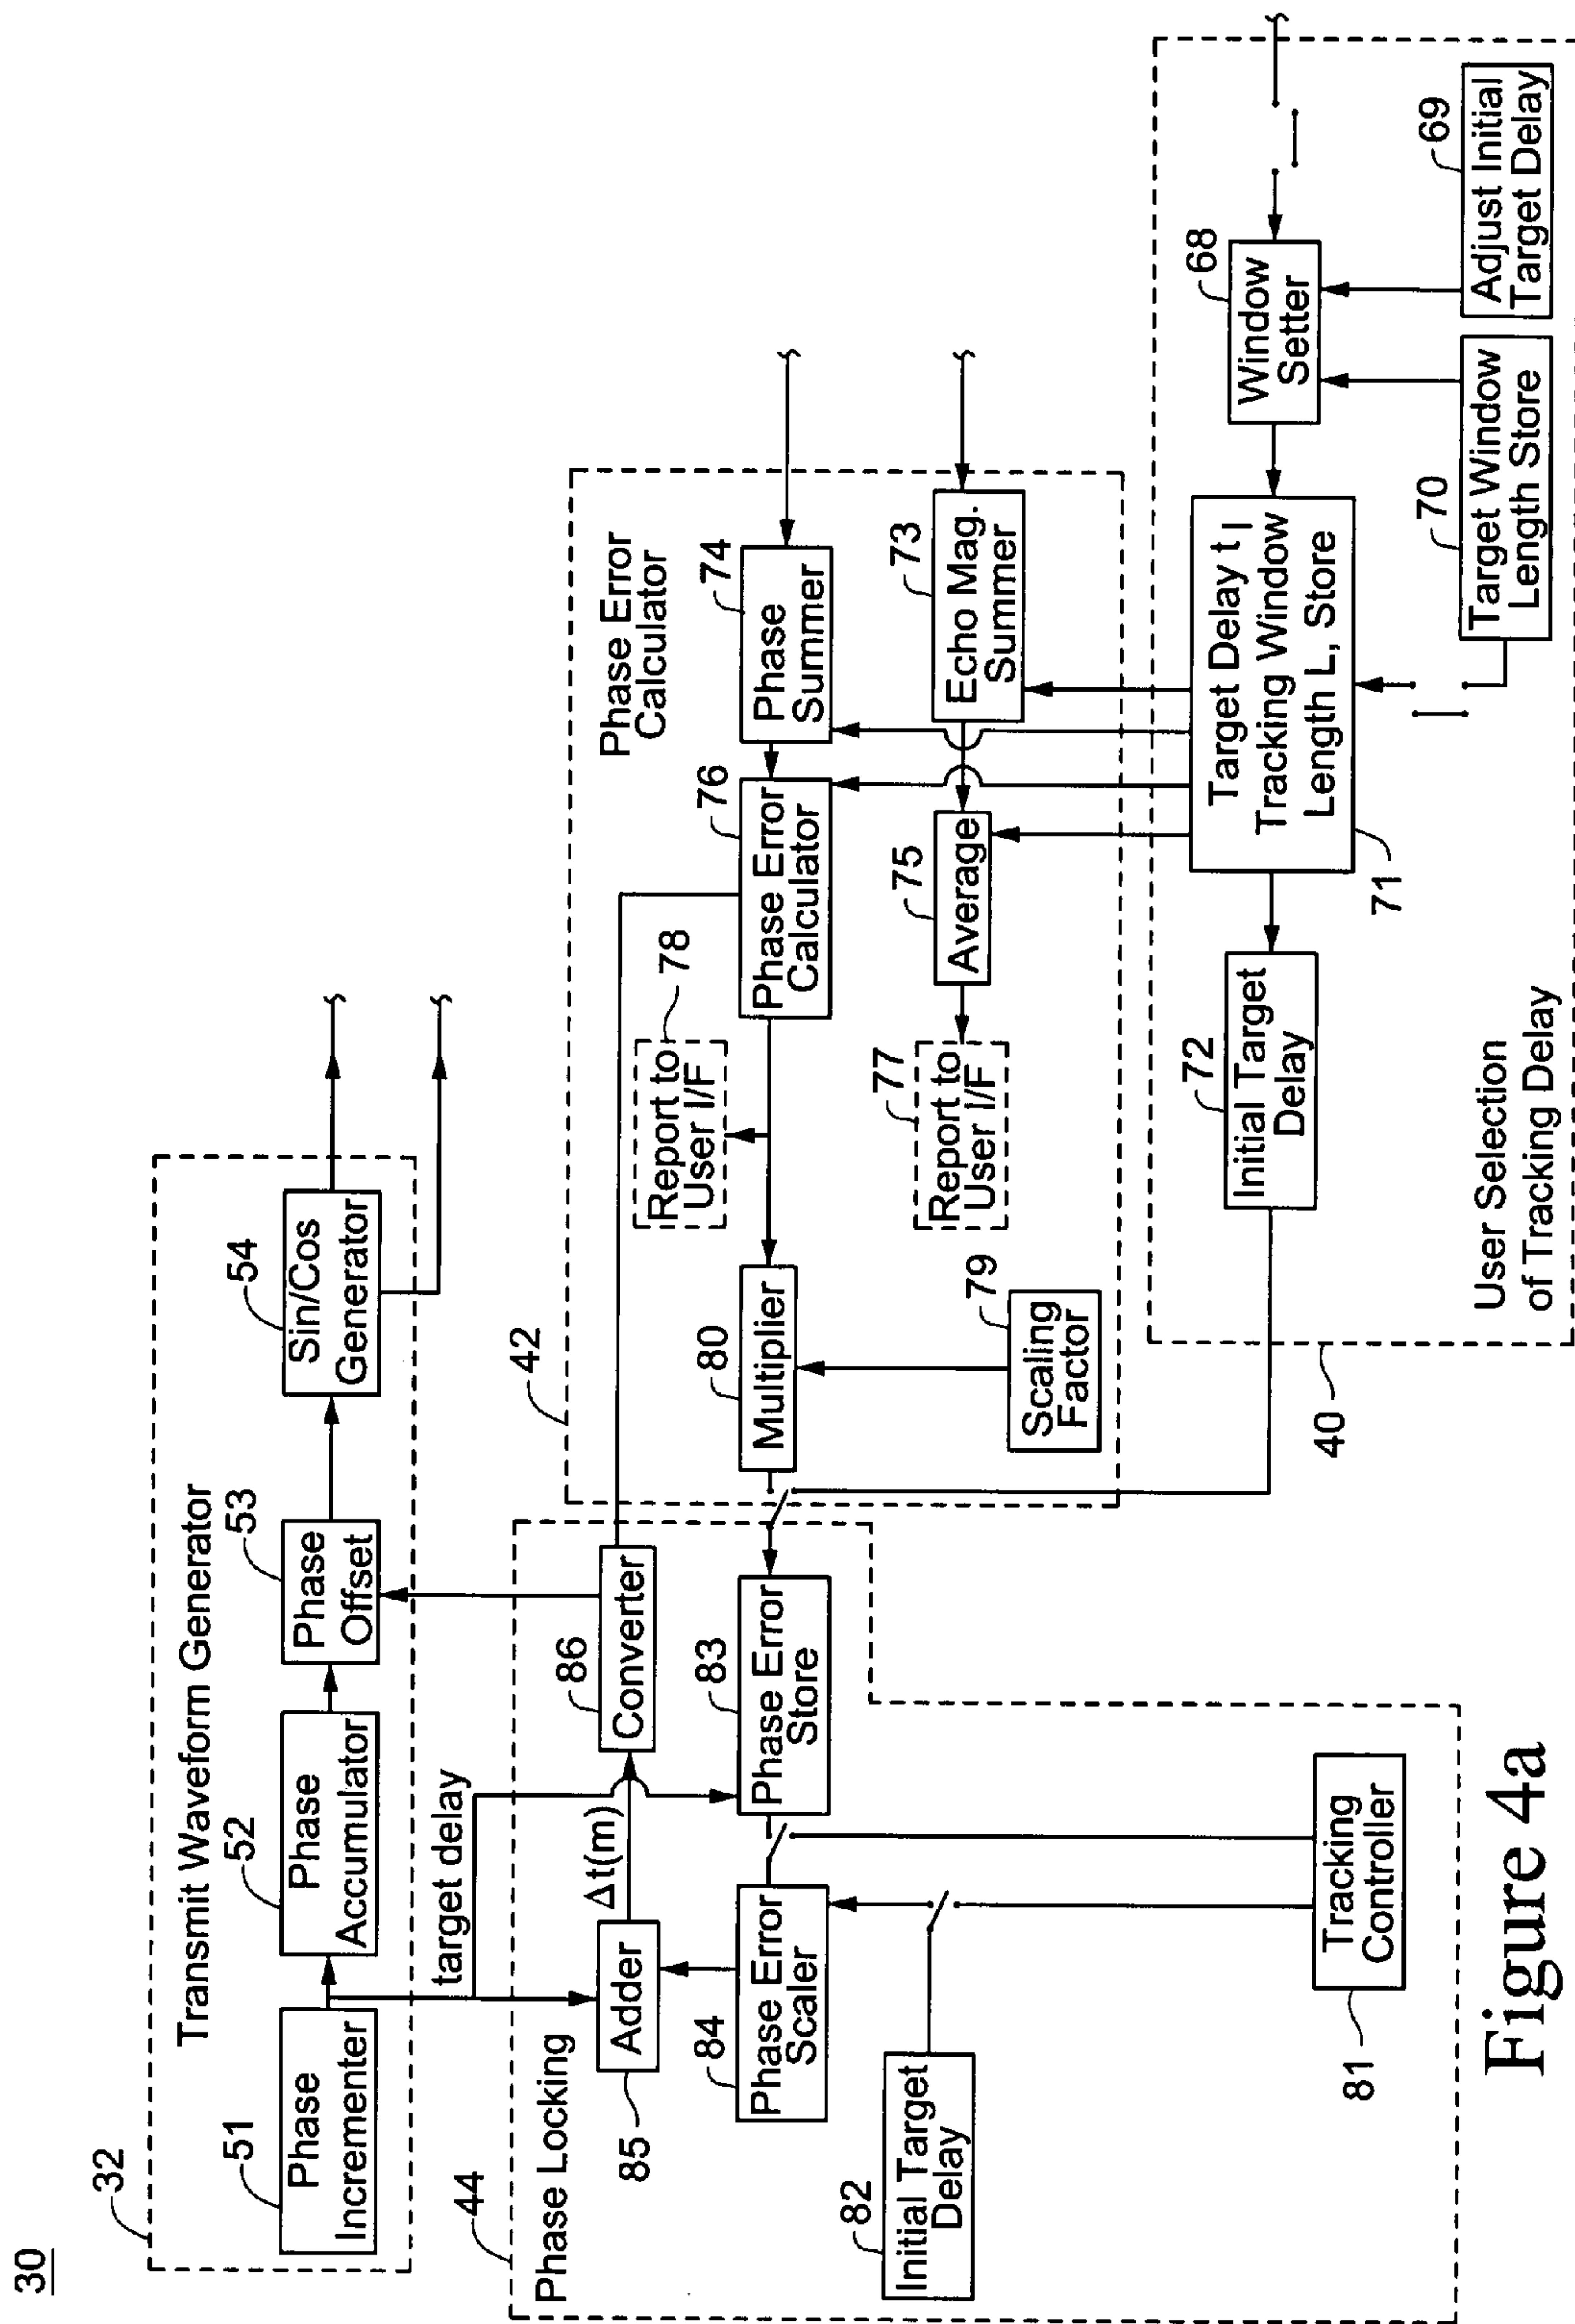 30
32
Transmit Waveform Generator
51
Phase
Incrementer
52
Phase
Accumulator
53
Phase
Offset
54
Sin/Cos
Generator
target delay
44
Phase Locking
85
Adder
Δt(m)
86
Converter
84
Phase Error
Scaler
83
Phase Error
Store
82
Initial Target
Delay
81
Tracking
Controller
42
Phase Error
Calculator
80
Multiplier
79
Scaling
Factor
78
Report to
User I/F
76
Phase Error
Calculator
74
Phase
Summer
77
Report to
User I/F
75
Average
73
Echo Mag.
Summer
40
User Selection
of Tracking Delay
72
Initial Target
Delay
71
Target Delay tI
Tracking Window
Length L, Store
68
Window
Setter
70
Target Window
Length Store
69
Adjust Initial
Target Delay
Figure 4a